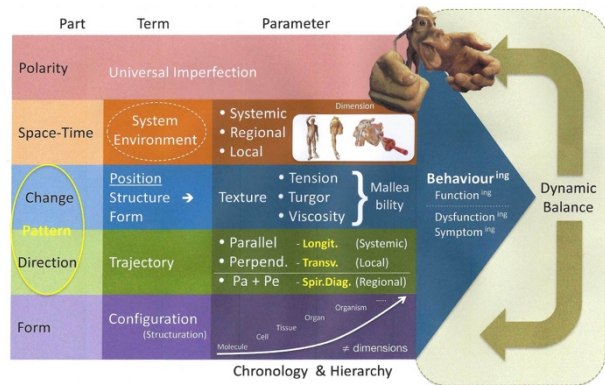 Part Term Parameter
Polarity Universal Imperfection
Space-Time System
Environment
• Systemic
• Regional
• Local
Dimension
Change
Pattern
Direction
Position
Structure ➔
Form
Texture
• Tension
• Turgor
• Viscosity
} Mallea
bility
Behaviour ing
Function ing
Dysfunction ing
Symptom ing
Dynamic
Balance
Trajectory
• Parallel - Longit. (Systemic)
• Perpend. - Transv. (Local)
• Pa + Pe - Spir.Diag. (Regional)
Form Configuration
(Structuration)
Molecule
Cell
Tissue
Organ
Organism
.....
≠ dimensions
Chronology & Hierarchy